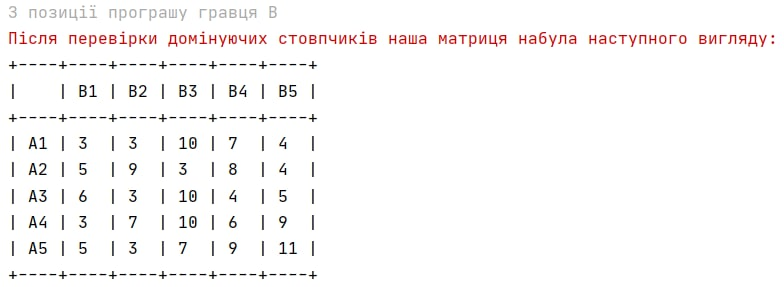 З позиції програшу гравця B
Після перевірки домінуючих стовпчиків наша матриця набула наступного вигляду:
+----+----+----+----+----+----+
|    | B1 | B2 | B3 | B4 | B5 |
+----+----+----+----+----+----+
| A1 | 3  | 3  | 10 | 7  | 4  |
| A2 | 5  | 9  | 3  | 8  | 4  |
| A3 | 6  | 3  | 10 | 4  | 5  |
| A4 | 3  | 7  | 10 | 6  | 9  |
| A5 | 5  | 3  | 7  | 9  | 11 |
+----+----+----+----+----+----+